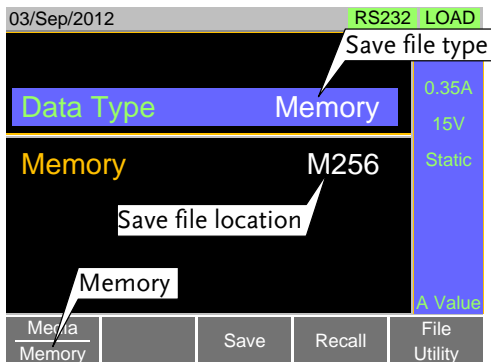 03/Sep/2012 RS232 LOAD
Save file type
Data Type Memory
0.35A
15V
Static
Memory M256
Save file location
Memory
A Value
Media
Memory
Save
Recall
File
Utility